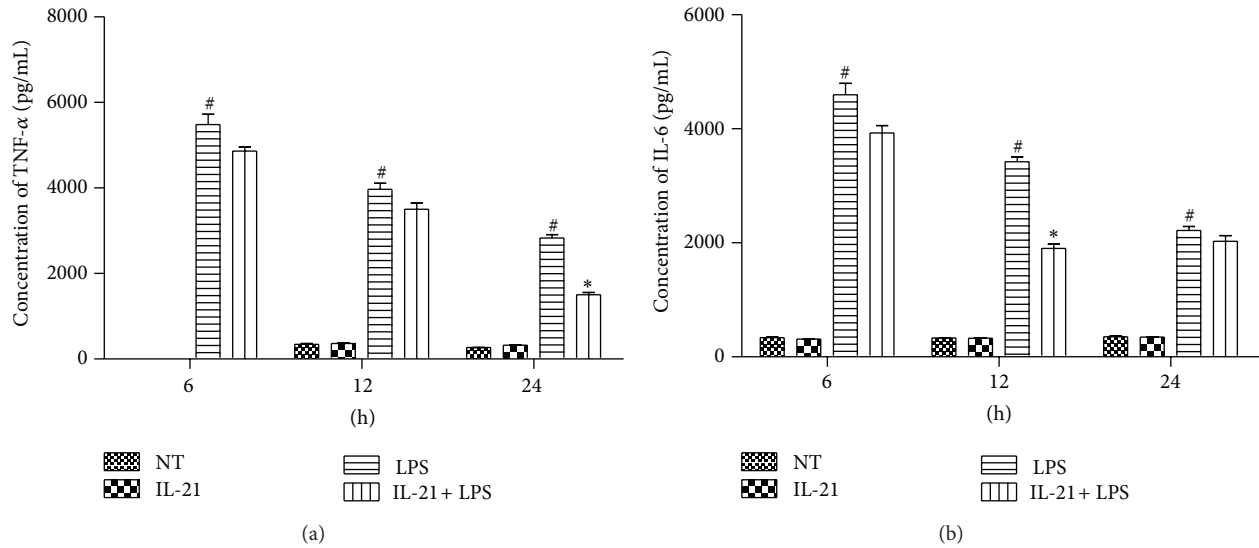 8000
6000
4000
2000
0
Concentration of TNF-α (pg/mL)
#
#
#
*
6
12
24
(h)
NT
LPS
IL-21
IL-21+ LPS
(a)
6000
4000
2000
0
Concentration of IL-6 (pg/mL)
#
#
*
#
6
12
24
(h)
NT
LPS
IL-21
IL-21+ LPS
(b)